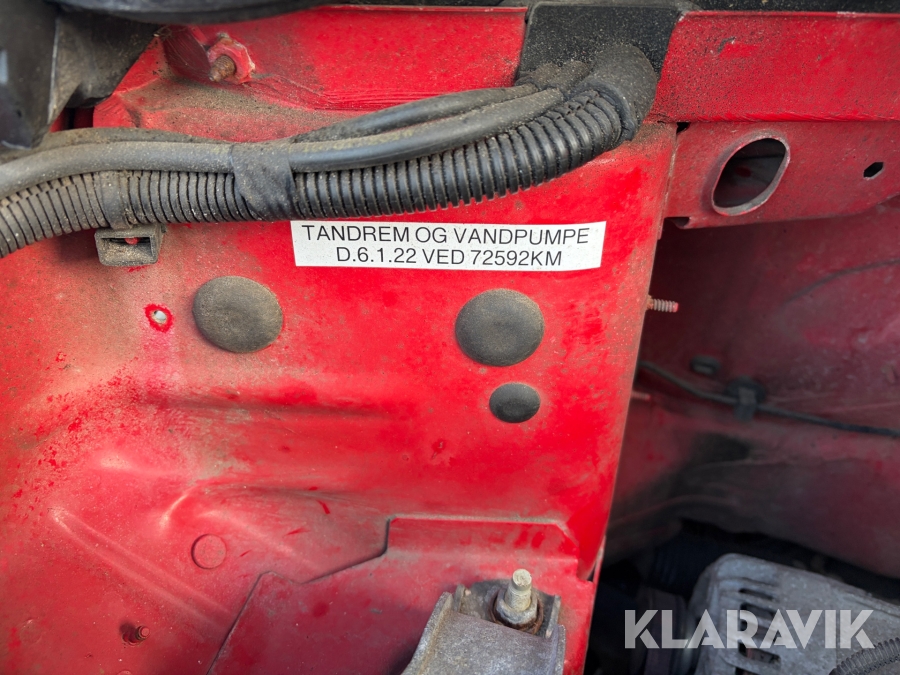 TANDREM OG VANDPUMPE
D.6.1.22 VED 72592KM
KLARAVIK